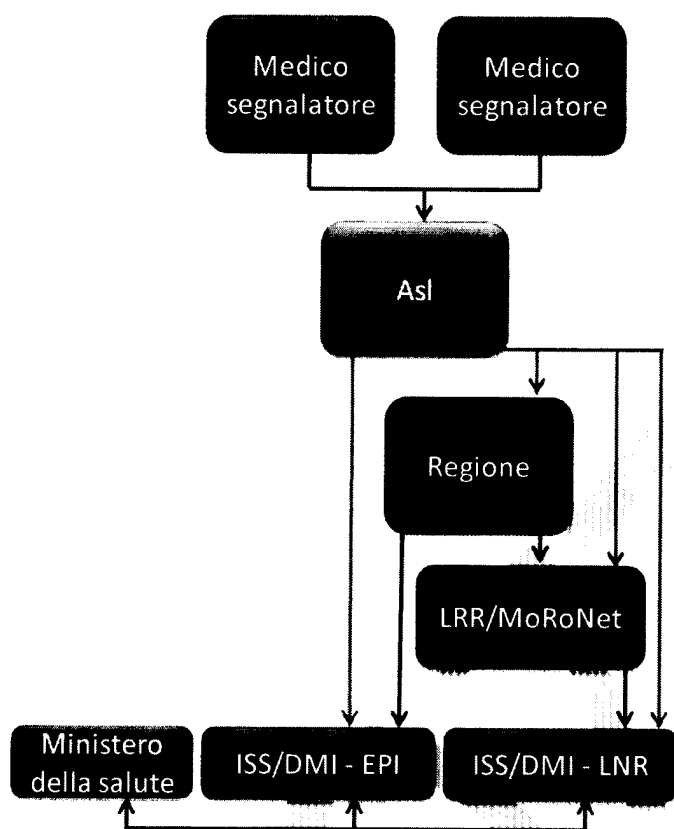 Medico
segnalatore
Medico
segnalatore
Asl
Regione
LRR/MoRoNet
Ministero
della salute
ISS/DMI - EPI
ISS/DMI - LNR